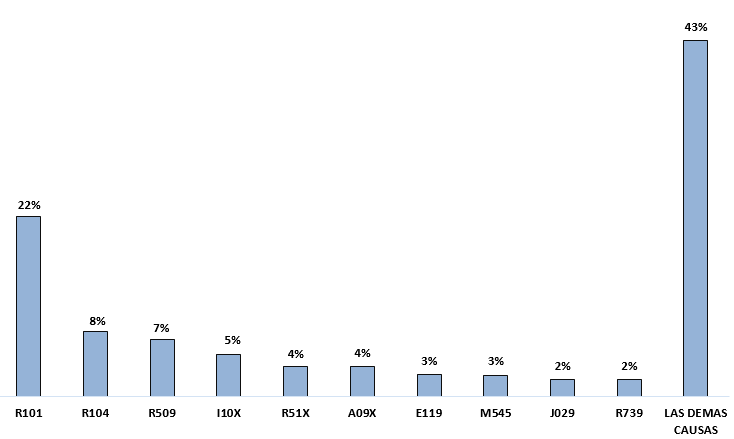 43%
22%
8%
7%
5%
4%
4%
3%
3%
2%
2%
R101
R104
R509
I10X
R51X
A09X
E119
M545
J029
R739
LAS DEMAS
CAUSAS